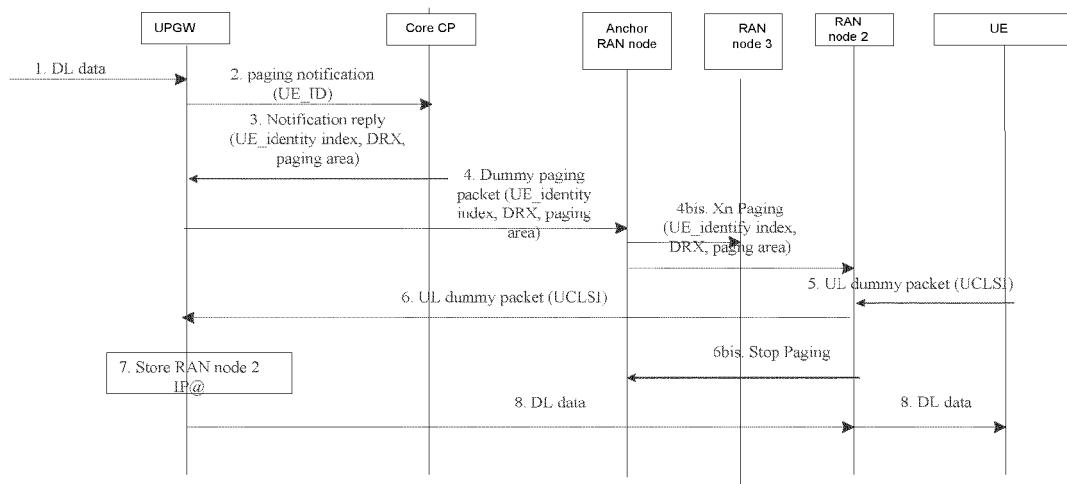 UPGW
Core CP
Anchor
RAN node
RAN
node 3
RAN
node 2
UE
1. DL data
2. paging notification
(UE_ID)
3. Notification reply
(UE_identity index, DRX,
paging area)
4. Dummy paging
packet (UE_identity
index, DRX, paging
area)
4bis. Xn Paging
(UE_identify index,
DRX, paging area)
5. UL dummy packet (UCLSI)
6. UL dummy packet (UCLSI)
6bis. Stop Paging
7. Store RAN node 2
IP@
8. DL data
8. DL data